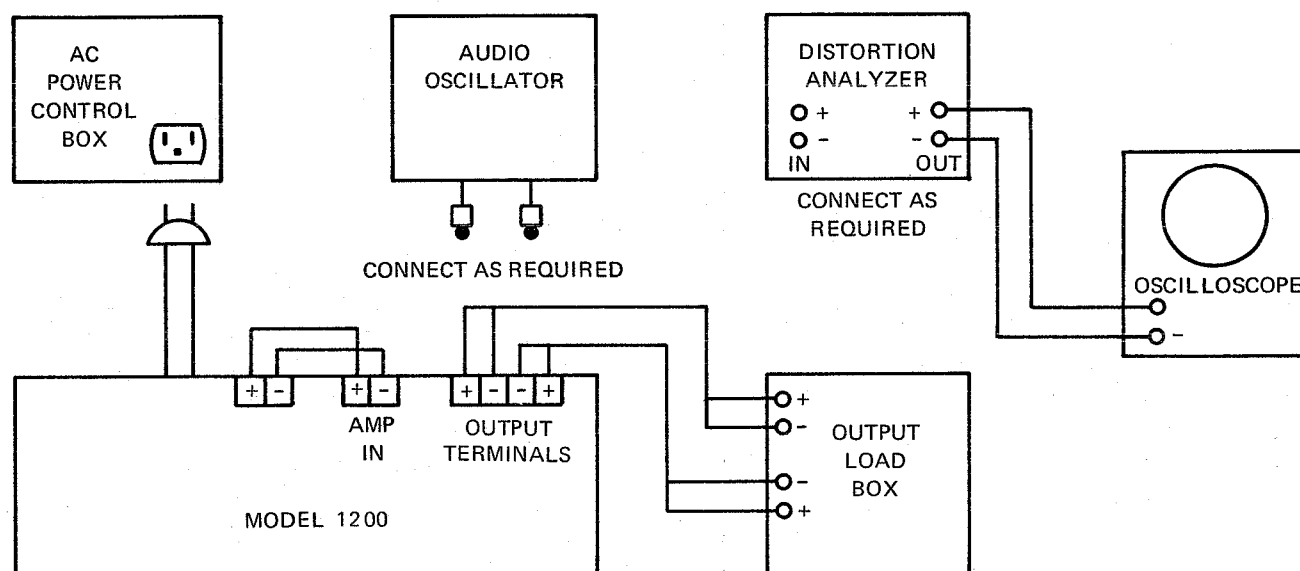 AC
POWER
CONTROL
BOX
AUDIO
OSCILLATOR
CONNECT AS REQUIRED
DISTORTION
ANALYZER
+ +
- -
IN OUT
CONNECT AS
REQUIRED
OSCILLOSCOPE
-
+ -
+ -
AMP
IN
+ - - +
OUTPUT
TERMINALS
MODEL 1200
+
-
-
+
OUTPUT
LOAD
BOX